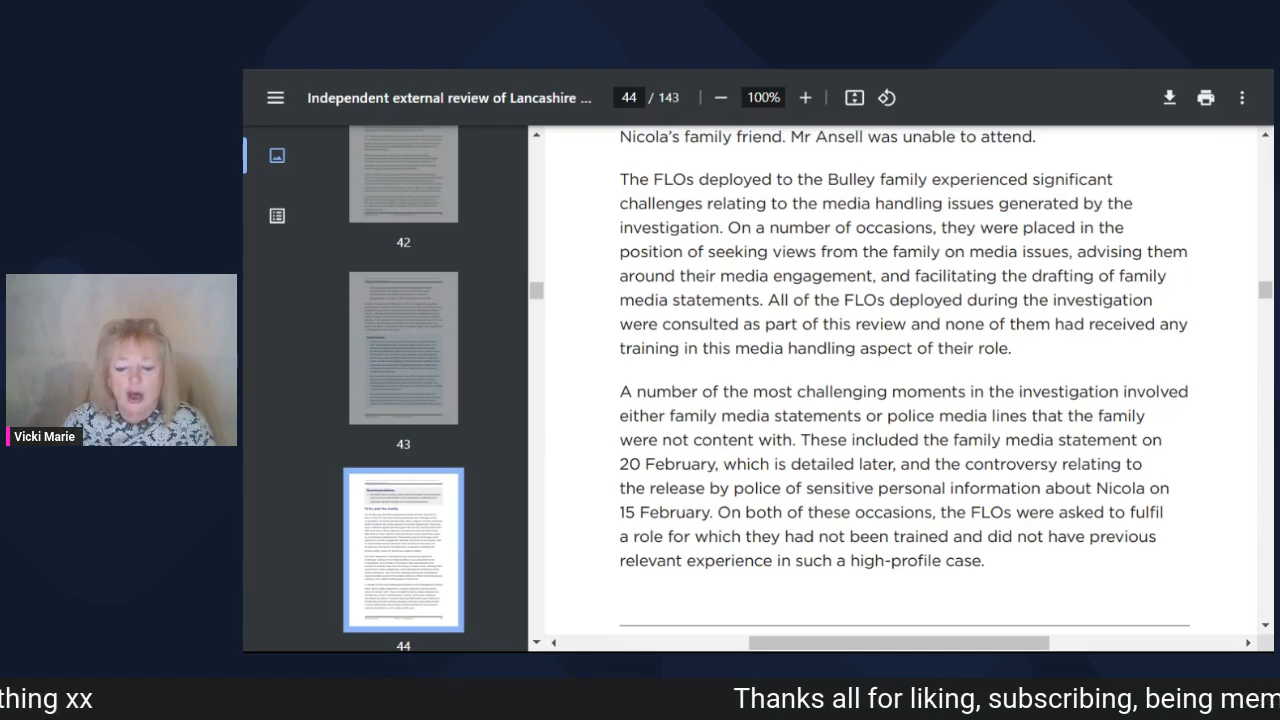 Independent external review of Lancashire ...
44 / 143
100%
42
43
44
Nicola's family friend. Mr Ansel was unable to attend.
The FLOs deployed to the Bulley family experienced significant
challenges relating to the media handling issues generated by the
investigation. On a number of occasions, they were placed in the
position of seeking views from the family on media issues, advising them
around their media engagement, and facilitating the drafting of family
media statements. All of the FLOs deployed during the investigation
were consulted as part of this review and none of them had received any
training in the media handling aspect of their role.
A number of the most challenging moments in the investigation involved
either family media statements or police media lines that the family
were not content with. These included the family media statement on
20 February, which is detailed later, and the controversy relating to
the release by police of sensitive personal information about Nicola on
15 February. On both of these occasions, the FLOs were asked to fulfil
a role for which they had not been trained and did not have previous
relevant experience in such a high-profile case.
Vicki Marie
thing xx
Thanks all for liking, subscribing, being mem